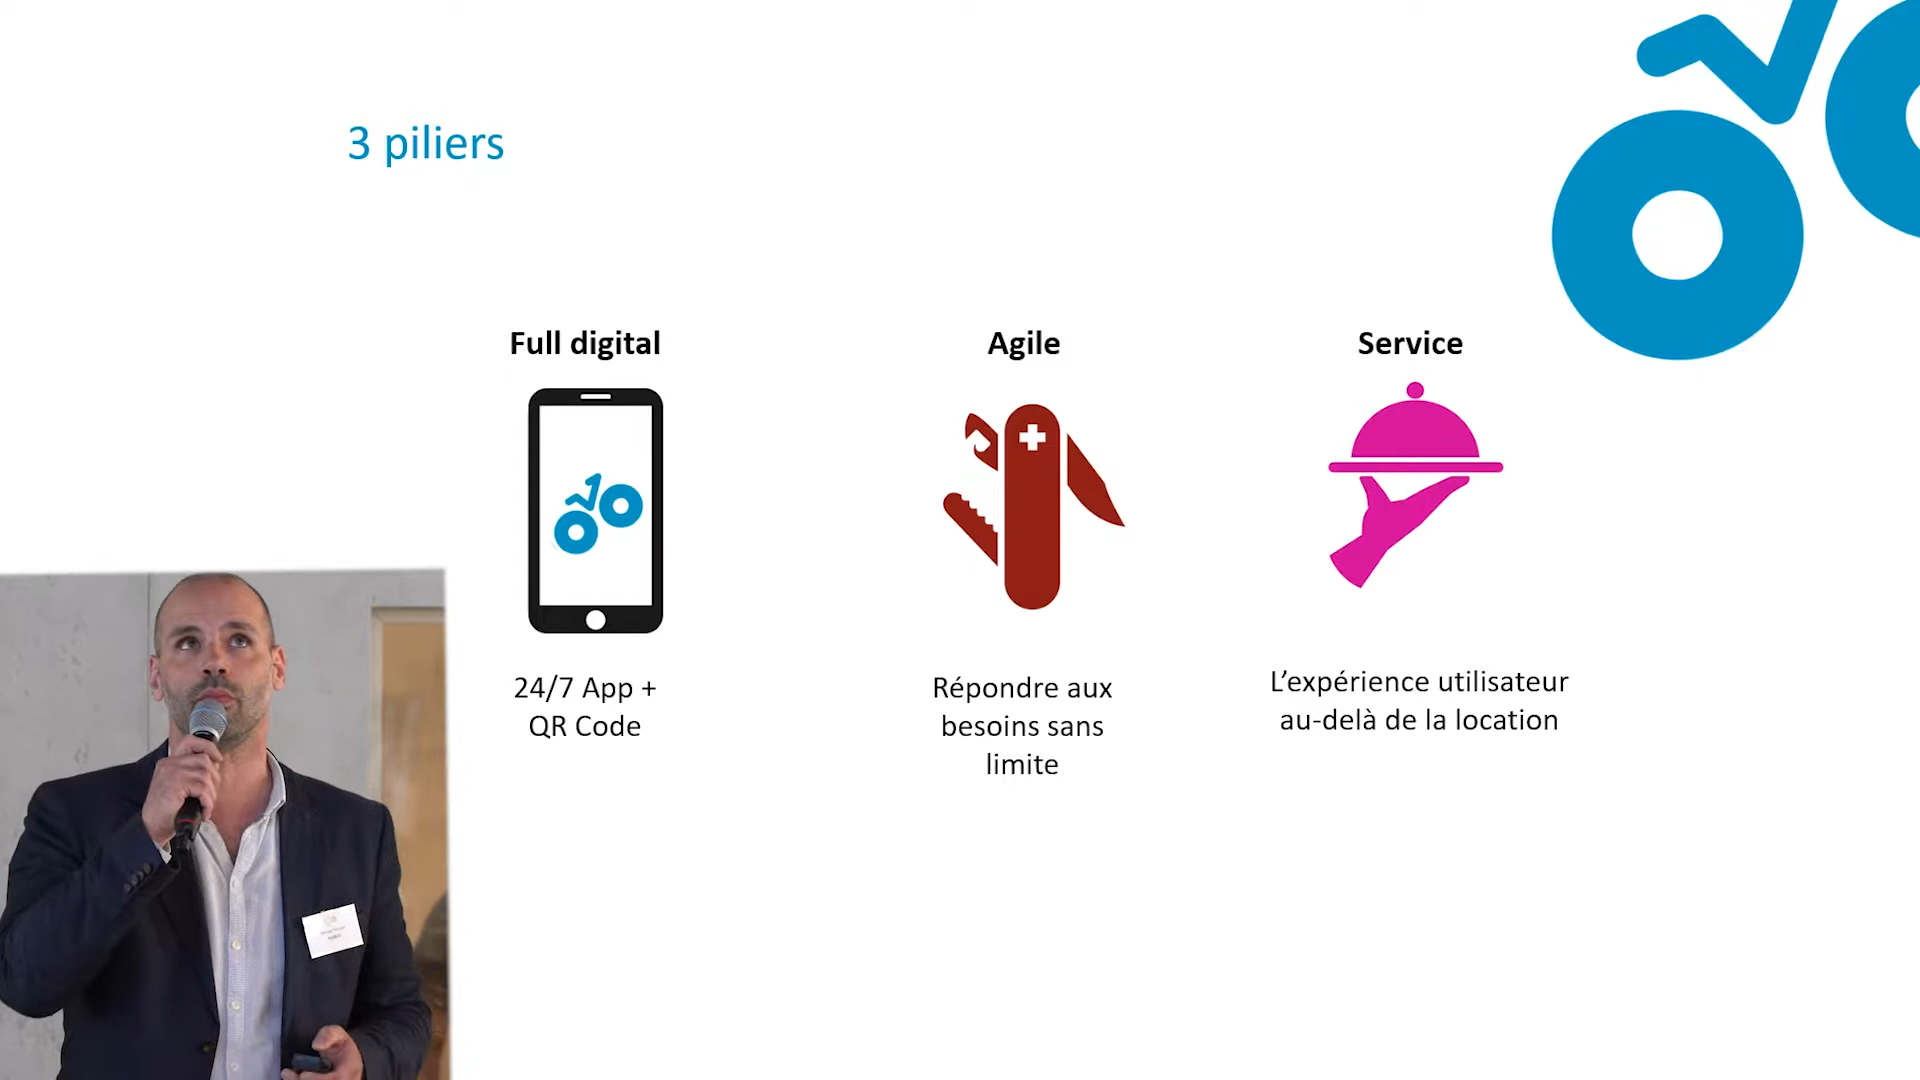 3 piliers
Full digital
24/7 App +
QR Code
Agile
Répondre aux
besoins sans
limite
Service
L’expérience utilisateur
au-delà de la location